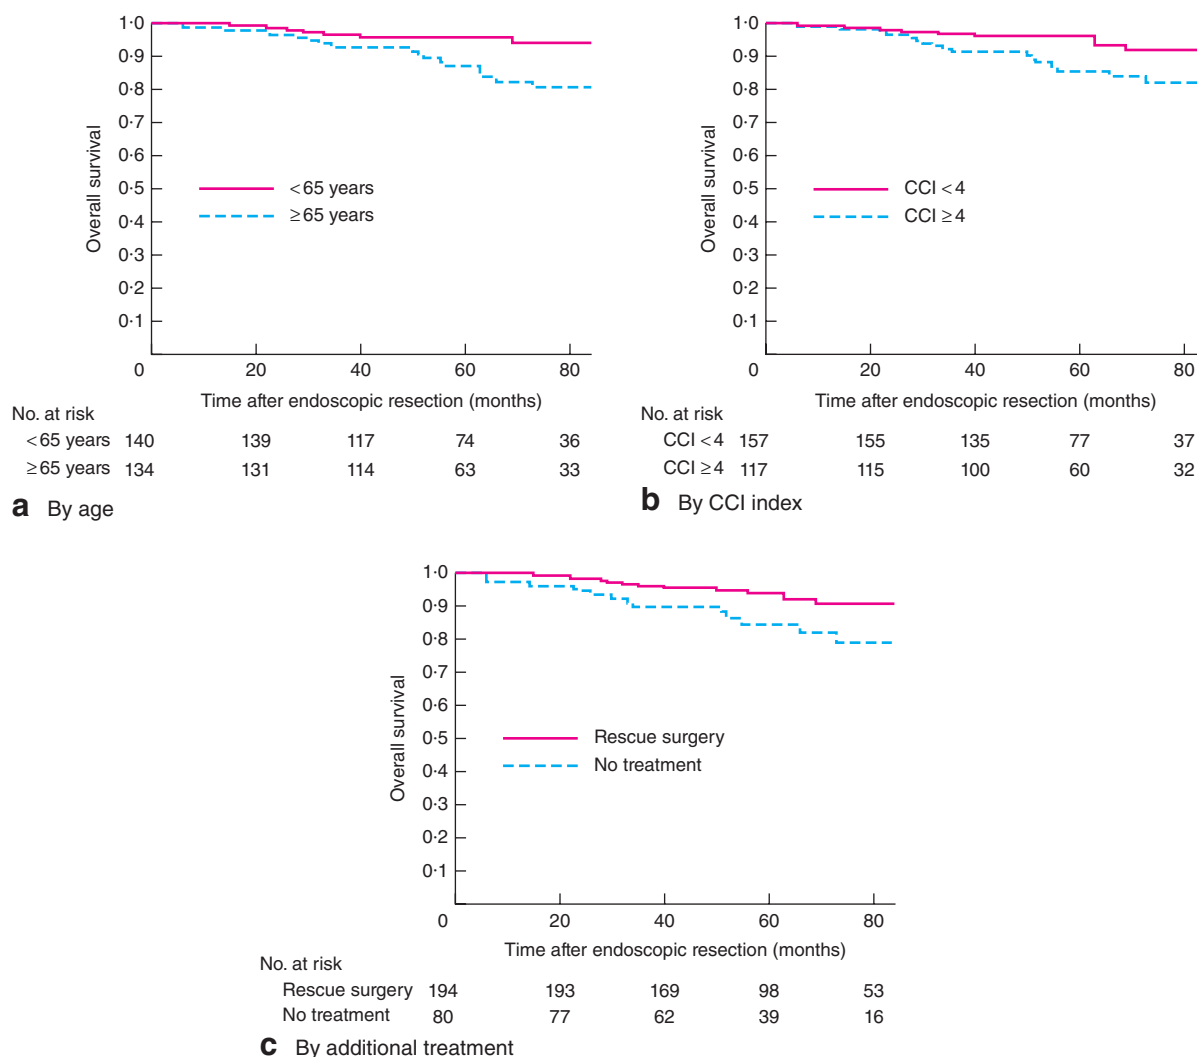 1·0
0·9
0·8
0·7
0·6
0·5
0·4
0·3
0·2
0·1
Overall survival
<65 years
≥65 years
0 20 40 60 80
Time after endoscopic resection (months)
No. at risk
<65 years 140 139 117 74 36
≥65 years 134 131 114 63 33
a By age
1·0
0·9
0·8
0·7
0·6
0·5
0·4
0·3
0·2
0·1
Overall survival
CCI <4
CCI ≥4
0 20 40 60 80
Time after endoscopic resection (months)
No. at risk
CCI <4 157 155 135 77 37
CCI ≥4 117 115 100 60 32
b By CCI index
1·0
0·9
0·8
0·7
0·6
0·5
0·4
0·3
0·2
0·1
Overall survival
Rescue surgery
No treatment
0 20 40 60 80
Time after endoscopic resection (months)
No. at risk
Rescue surgery 194 193 169 98 53
No treatment 80 77 62 39 16
c By additional treatment